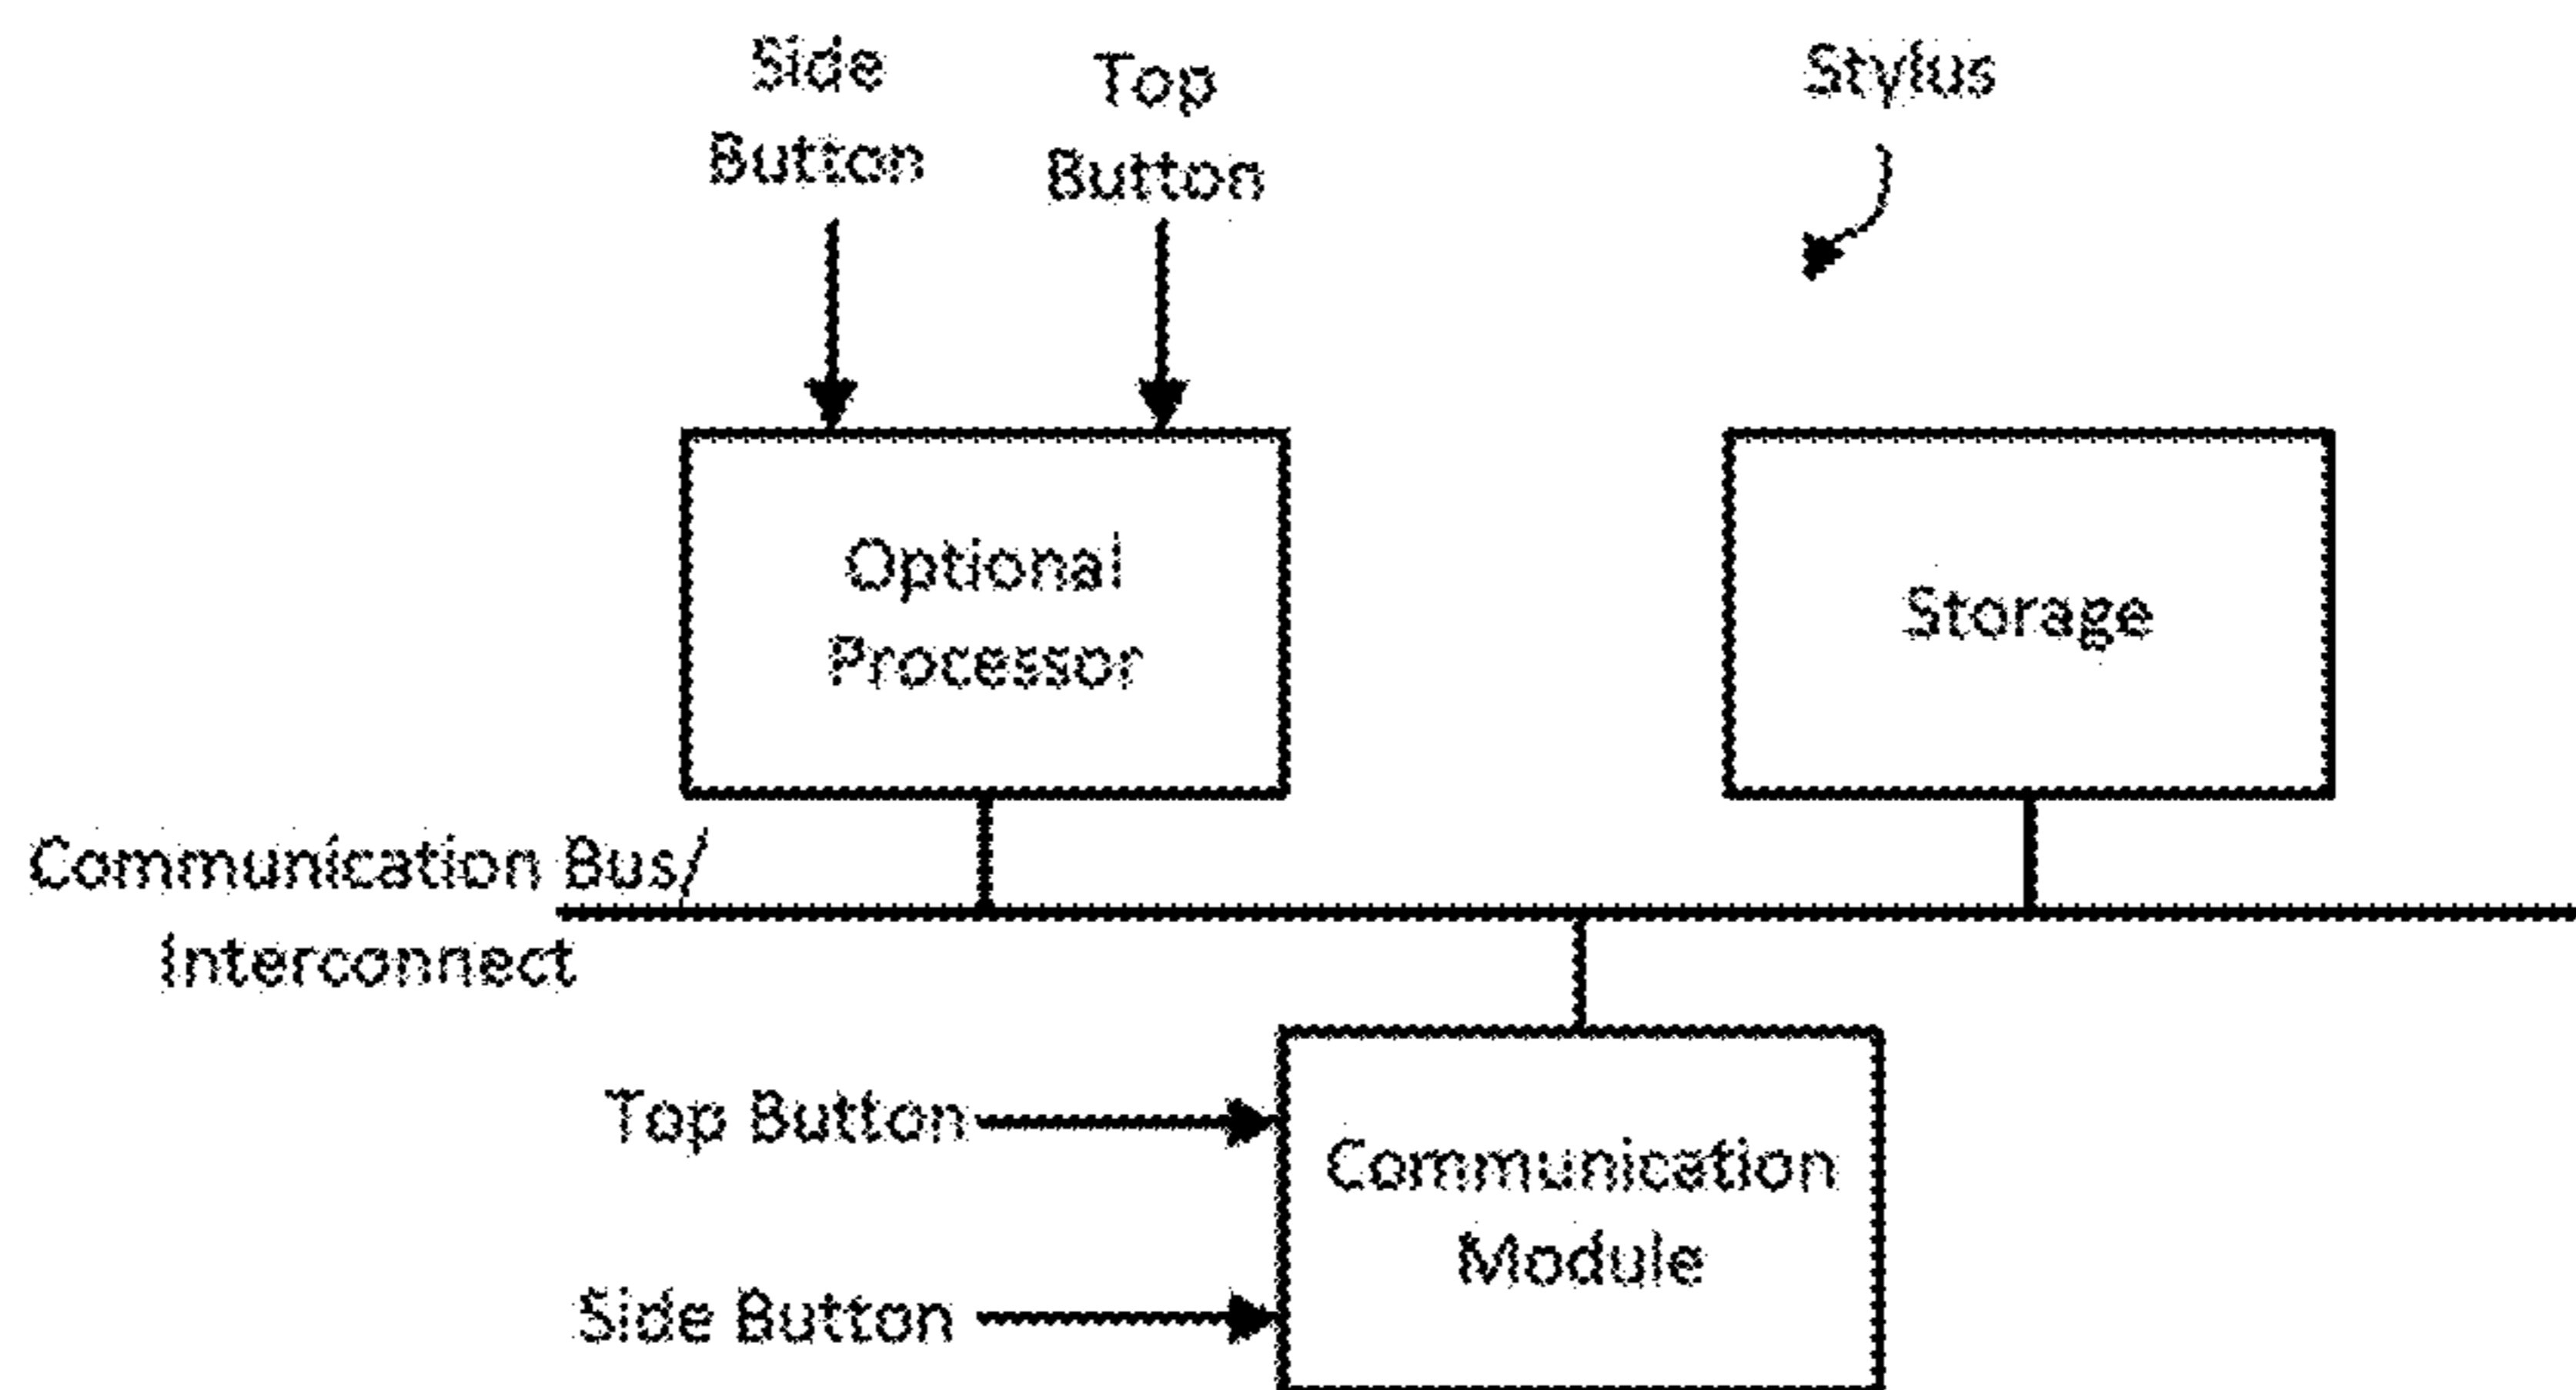 Side
Button
Top
Button
Stylus
Optional
Processor
Storage
Communication Bus/
Interconnect
Top Button
Side Button
Communication
Module